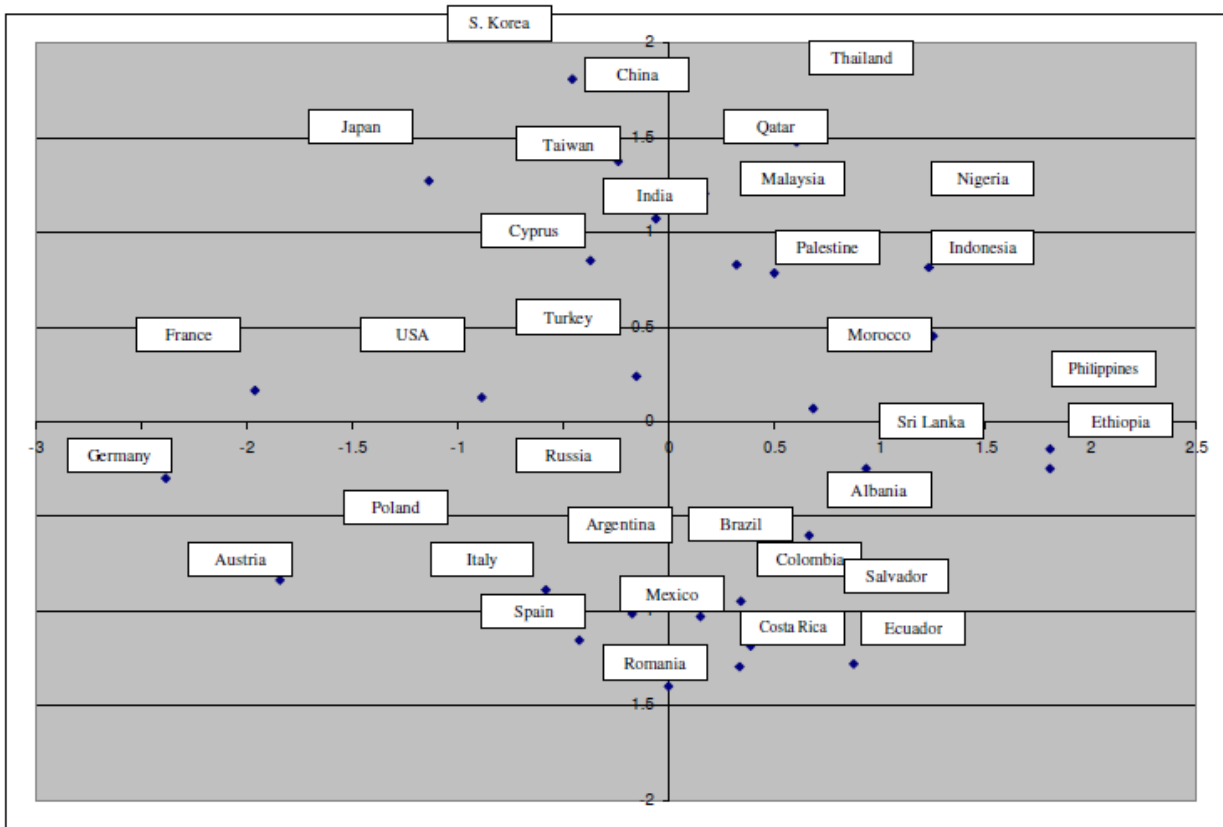 S. Korea
2
Thailand
China
Japan
Qatar
1.5
Taiwan
Malaysia
Nigeria
India
Cyprus
1
Palestine
Indonesia
Turkey
0.5
France
USA
Morocco
Philippines
0
Sri Lanka
Ethiopia
-3
-2
-1.5
-1
-0.5
0
0.5
1
1.5
2
2.5
Germany
Russia
Albania
Poland
Argentina
Brazil
Austria
Italy
Colombia
Salvador
Mexico
Spain
Costa Rica
Ecuador
Romania
1.5
-2